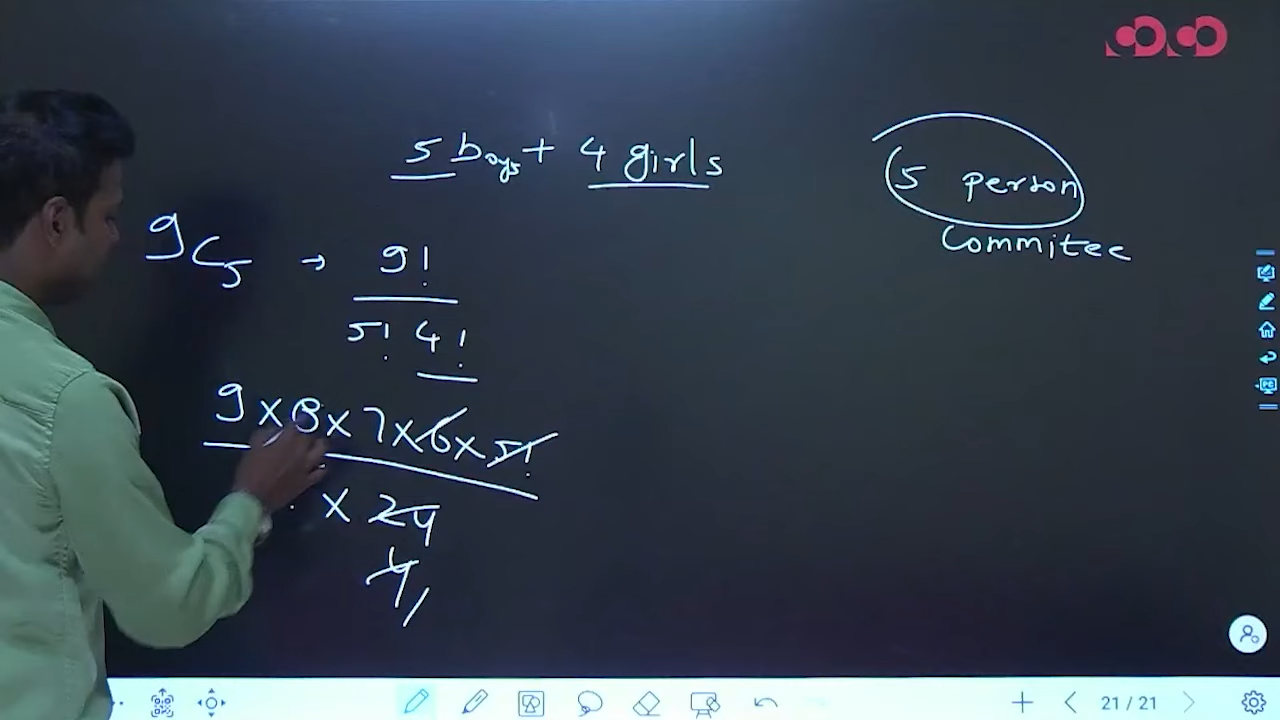 5 boys + 4 girls
5 person
Commitee
9C5 → 9!
5! 4!
9 x 8 x 7 x 6 x 5!
x 24
4
21 / 21